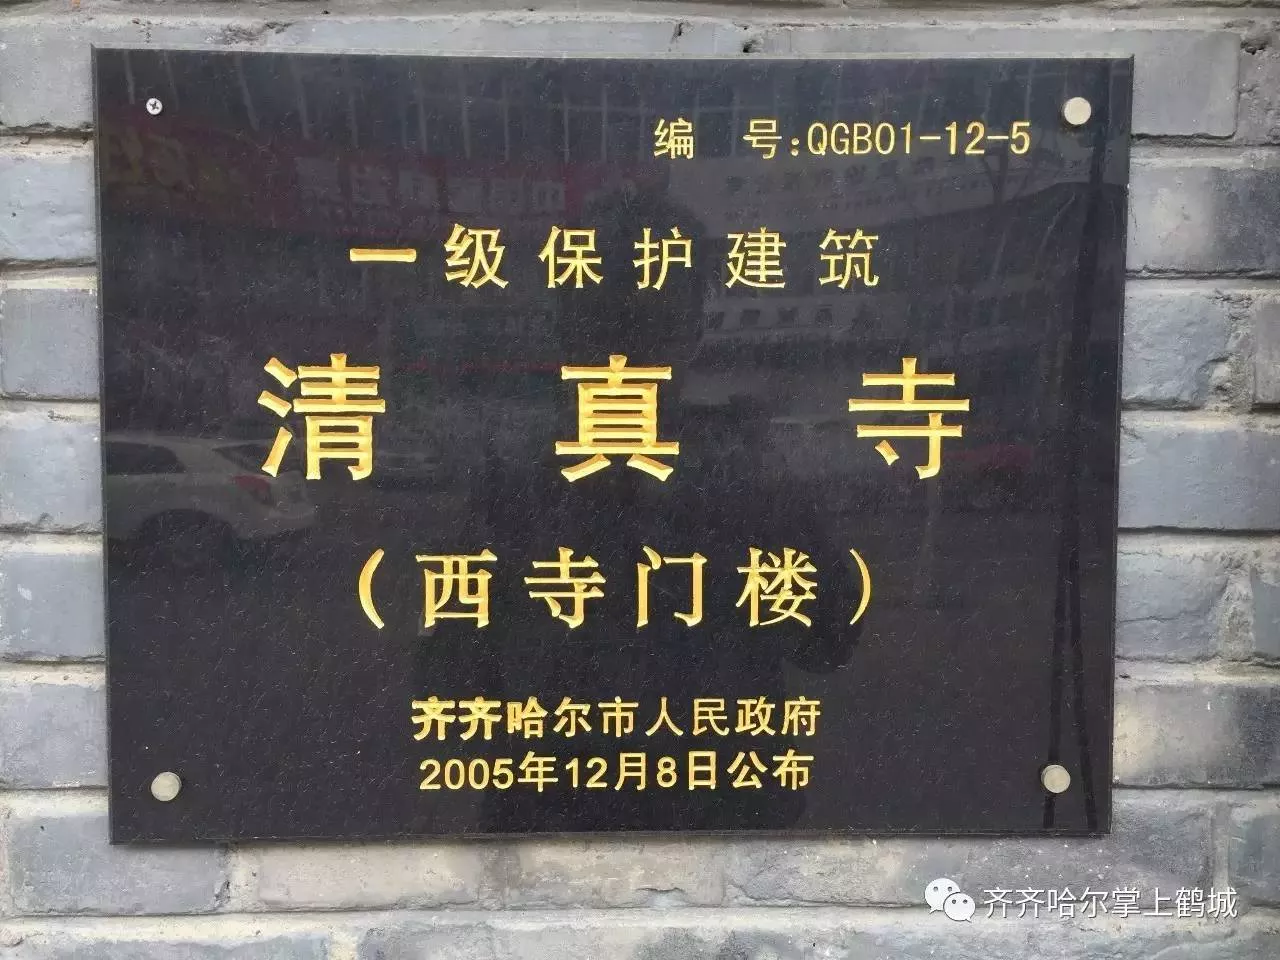 编 号:QGB01-12-5
一级保护建筑
清真寺
(西寺门楼)
齐齐哈尔市人民政府
2005年12月8日公布
齐齐哈尔掌上鹤城